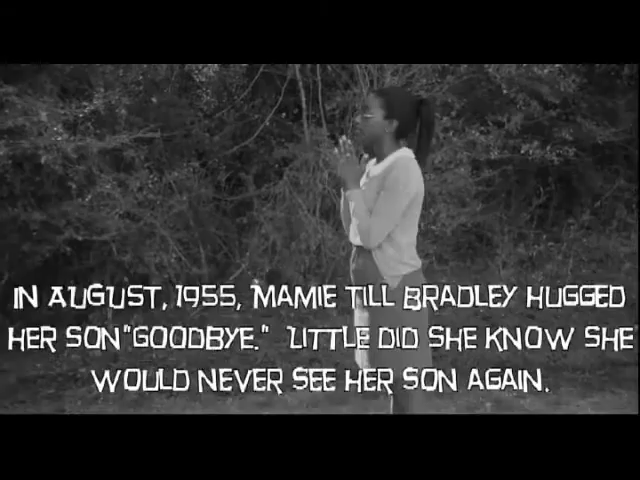 IN AUGUST, 1955, MAMIE TILL BRADLEY HUGGED
HER SON"GOODBYE." LITTLE DID SHE KNOW SHE
WOULD NEVER SEE HER SON AGAIN.